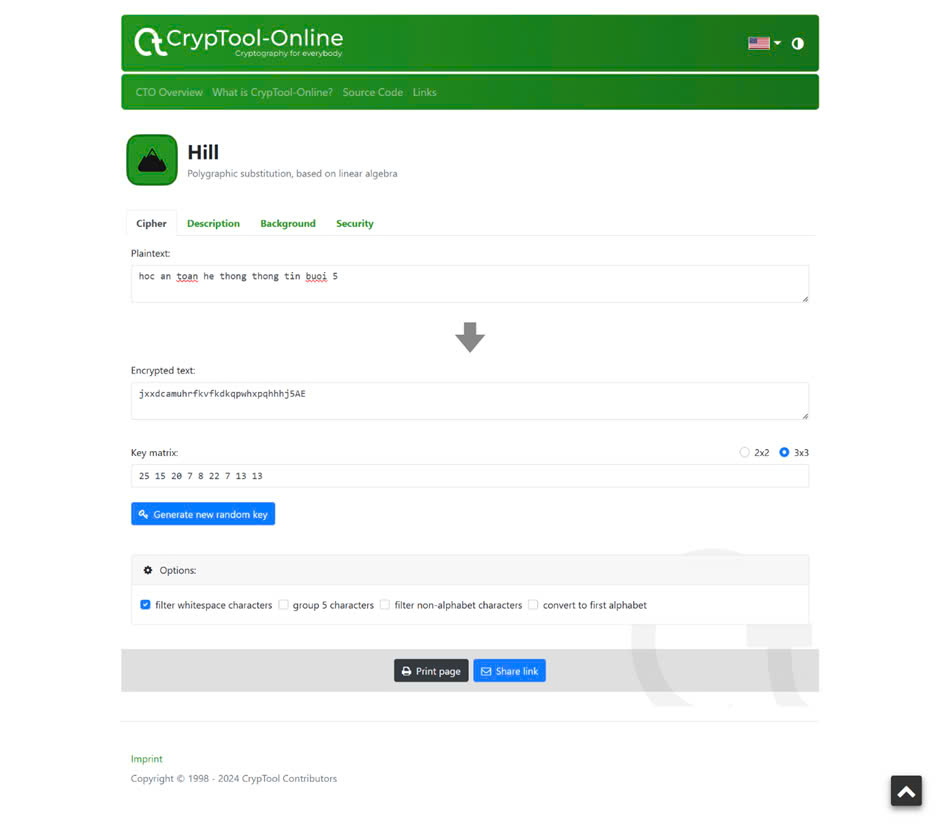 CrypTool-Online
Cryptography for everybody
CTO Overview What is CrypTool-Online? Source Code Links
Hill
Polygraphic substitution, based on linear algebra
Cipher Description Background Security
Plaintext:
hoc an toan he thong thong tin buoi 5
Encrypted text:
jxxdcamuhrfkvfkdkqpwhxpqhhhj5AE
Key matrix: 2x2 3x3
25 15 20 7 8 22 7 13 13
Generate new random key
Options:
filter whitespace characters group 5 characters filter non-alphabet characters convert to first alphabet
Print page Share link
Imprint
Copyright © 1998 - 2024 CrypTool Contributors